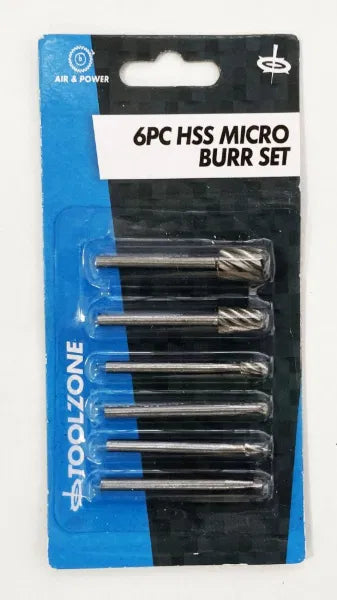 AIR & POWER
6PC HSS MICRO
BURR SET
TOOLZONE